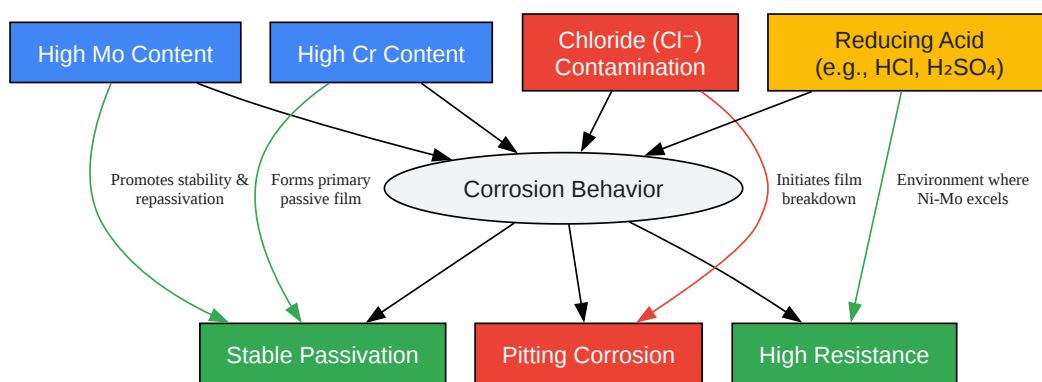 High Mo Content
High Cr Content
Chloride (Cl⁻)
Contamination
Reducing Acid
(e.g., HCl, H₂SO₄)
Promotes stability &
repassivation
Forms primary
passive film
Corrosion Behavior
Initiates film
breakdown
Environment where
Ni-Mo excels
Stable Passivation
Pitting Corrosion
High Resistance